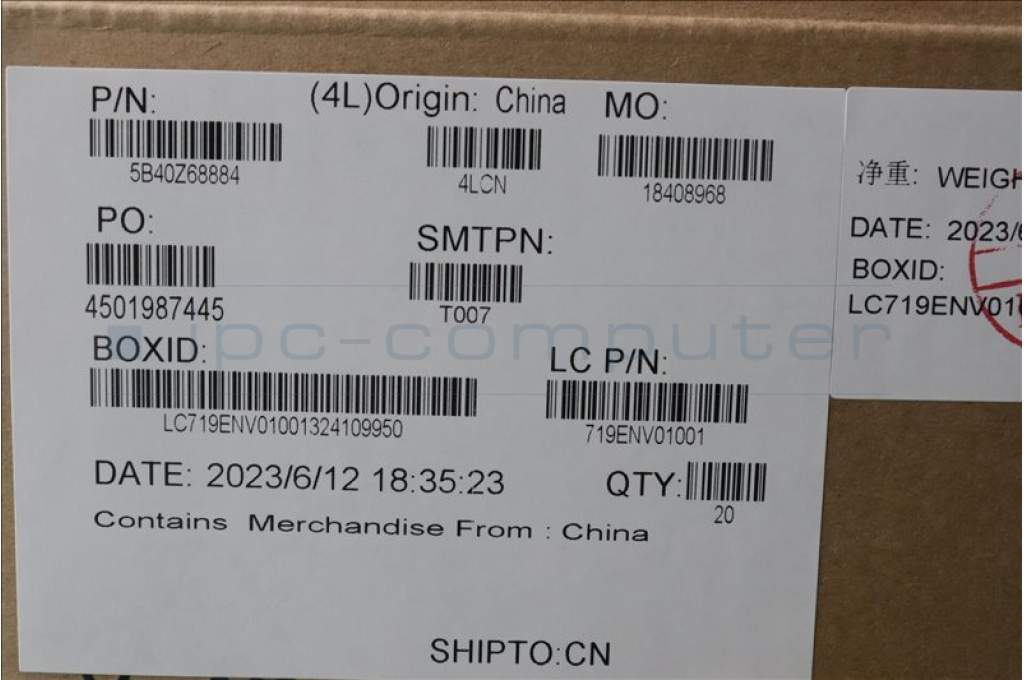 P/N:
5B40Z68884
(4L)Origin: China
4LCN
MO:
18408968
PO:
4501987445
SMTPN:
T007
BOXID:
LC719ENV01001324109950
LC P/N:
719ENV01001
DATE: 2023/6/12 18:35:23
QTY:
20
Contains Merchandise From : China
SHIPTO:CN
净重: WEIGH
DATE: 2023/6
BOXID:
LC719ENV01
ipc-computer